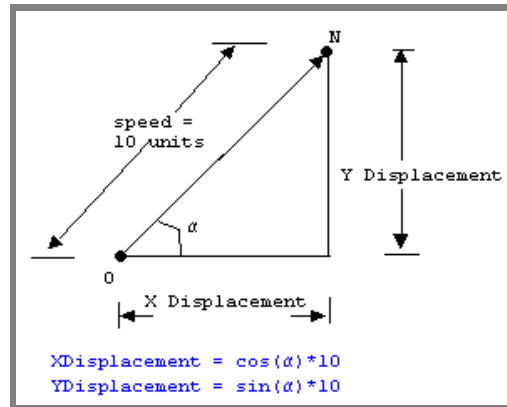 N
speed =
10 units
Y Displacement
α
O
X Displacement
XDisplacement = cos(α)*10
YDisplacement = sin(α)*10